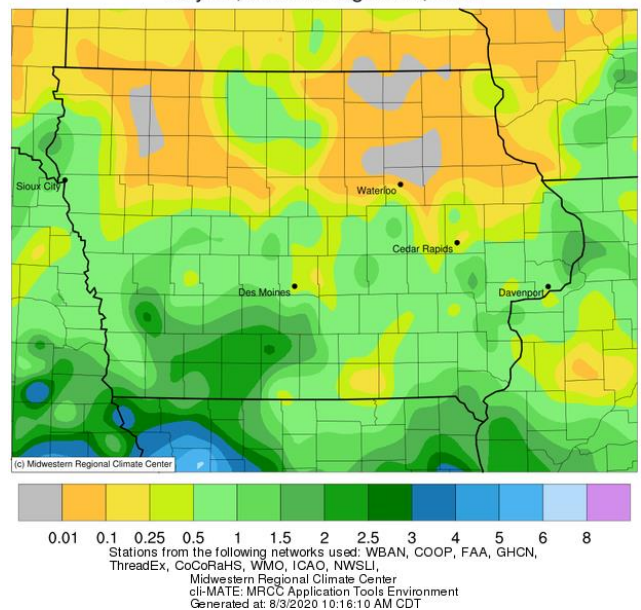 Sioux City
Waterloo
Cedar Rapids
Des Moines
Davenport
(c) Midwestern Regional Climate Center
0.01 0.1 0.25 0.5 1 1.5 2 2.5 3 4 5 6 8
Stations from the following networks used: WBAN, COOP, FAA, GHCN,
ThreadEx, CoCoRaHS, WMO, ICAO, NWSLI,
Midwestern Regional Climate Center
cli-MATE: MRCC Application Tools Environment
Generated at: 8/3/2020 10:16:10 AM CDT